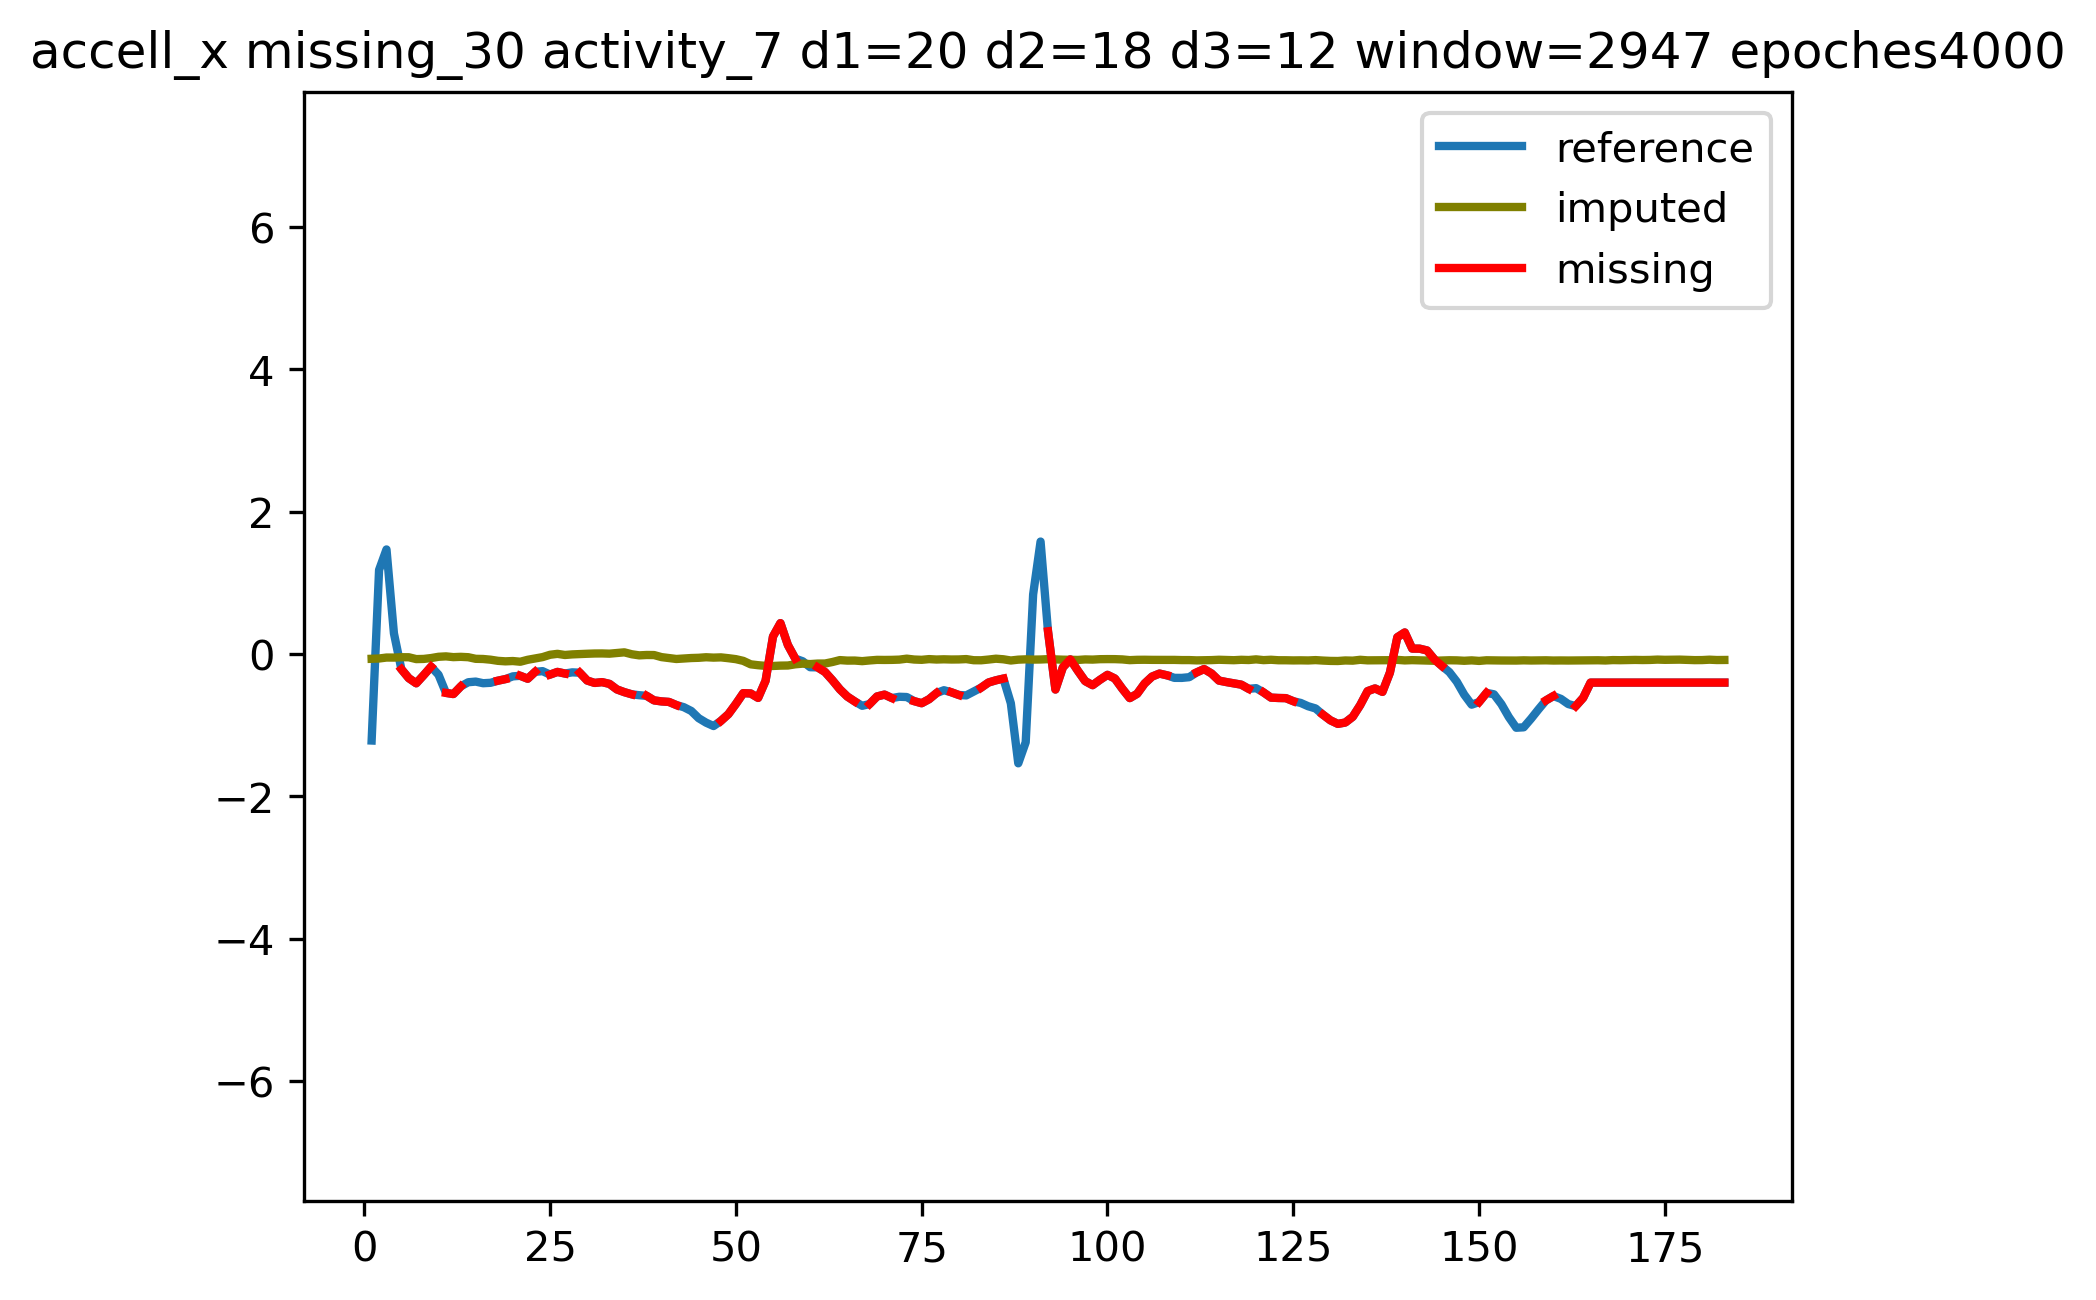 accell_x missing_30 activity_7 d1=20 d2=18 d3=12 window=2947 epoches4000
reference
imputed
missing
6
4
2
0
−2
−4
−6
0 25 50 75 100 125 150 175